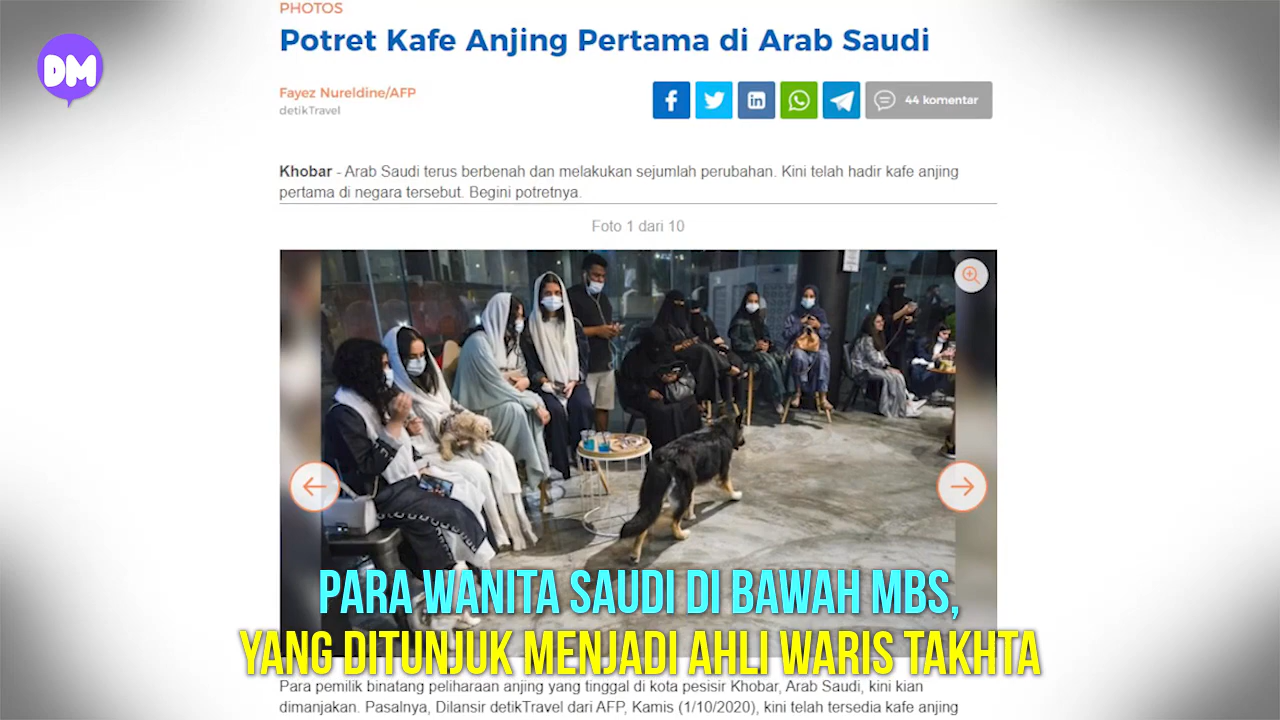 PHOTOS
Potret Kafe Anjing Pertama di Arab Saudi
DM
Fayez Nureldine/AFP
detikTravel
44 komentar
Khobar - Arab Saudi terus berbenah dan melakukan sejumlah perubahan. Kini telah hadir kafe anjing
pertama di negara tersebut. Begini potretnya.
Foto 1 dari 10
PARA WANITA SAUDI DI BAWAH MBS,
YANG DITUNJUK MENJADI AHLI WARIS TAKHTA
Para pemilik binatang peliharaan anjing yang tinggal di kota pesisir Khobar, Arab Saudi, kini kian
dimanjakan. Pasalnya, Dilansir detikTravel dari AFP, Kamis (1/10/2020), kini telah tersedia kafe anjing